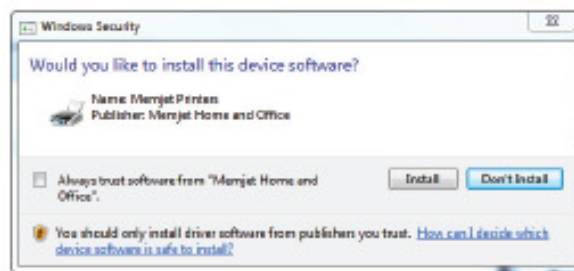 Windows Security
Would you like to install this device software?
Name: Memjet Printers
Publisher: Memjet Home and Office
Always trust software from "Memjet Home and
Office".
Install
Don't Install
You should only install driver software from publishers you trust. How can I decide which
device software is safe to install?